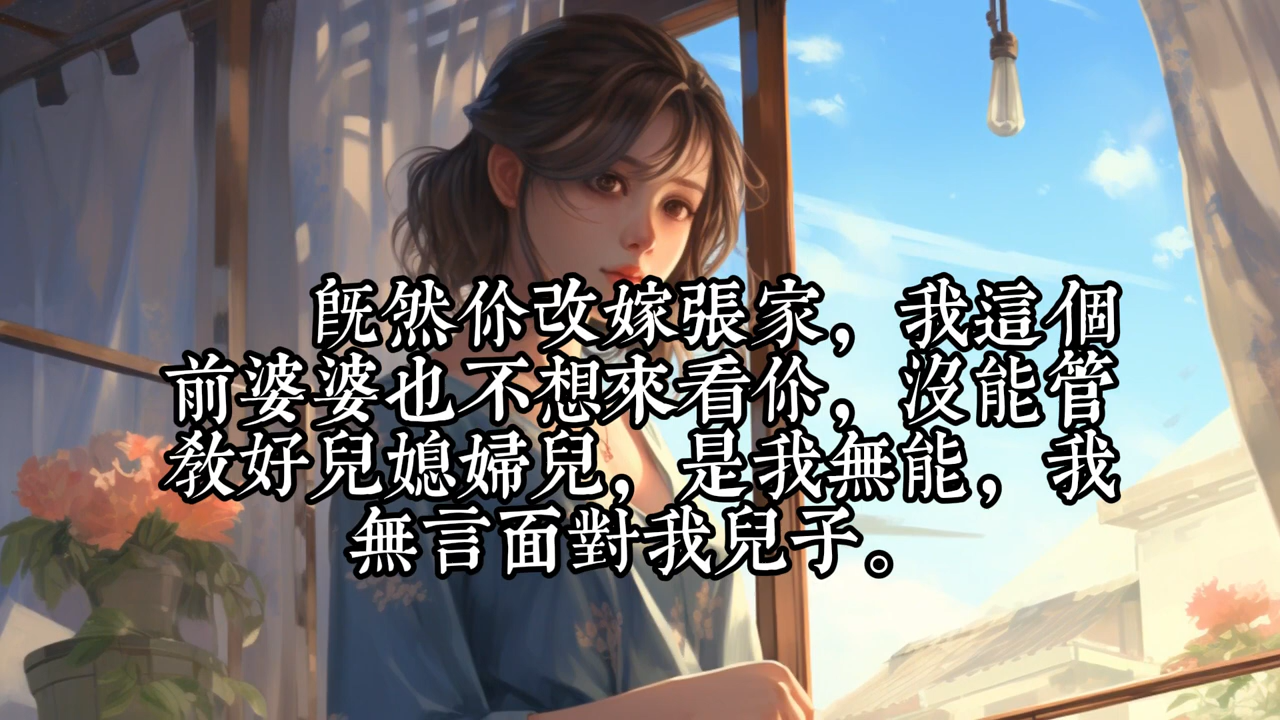 既然你改嫁張家，我這個
前婆婆也不想來看你，沒能管
教好兒媳婦兒，是我無能，我
無言面對我兒子。